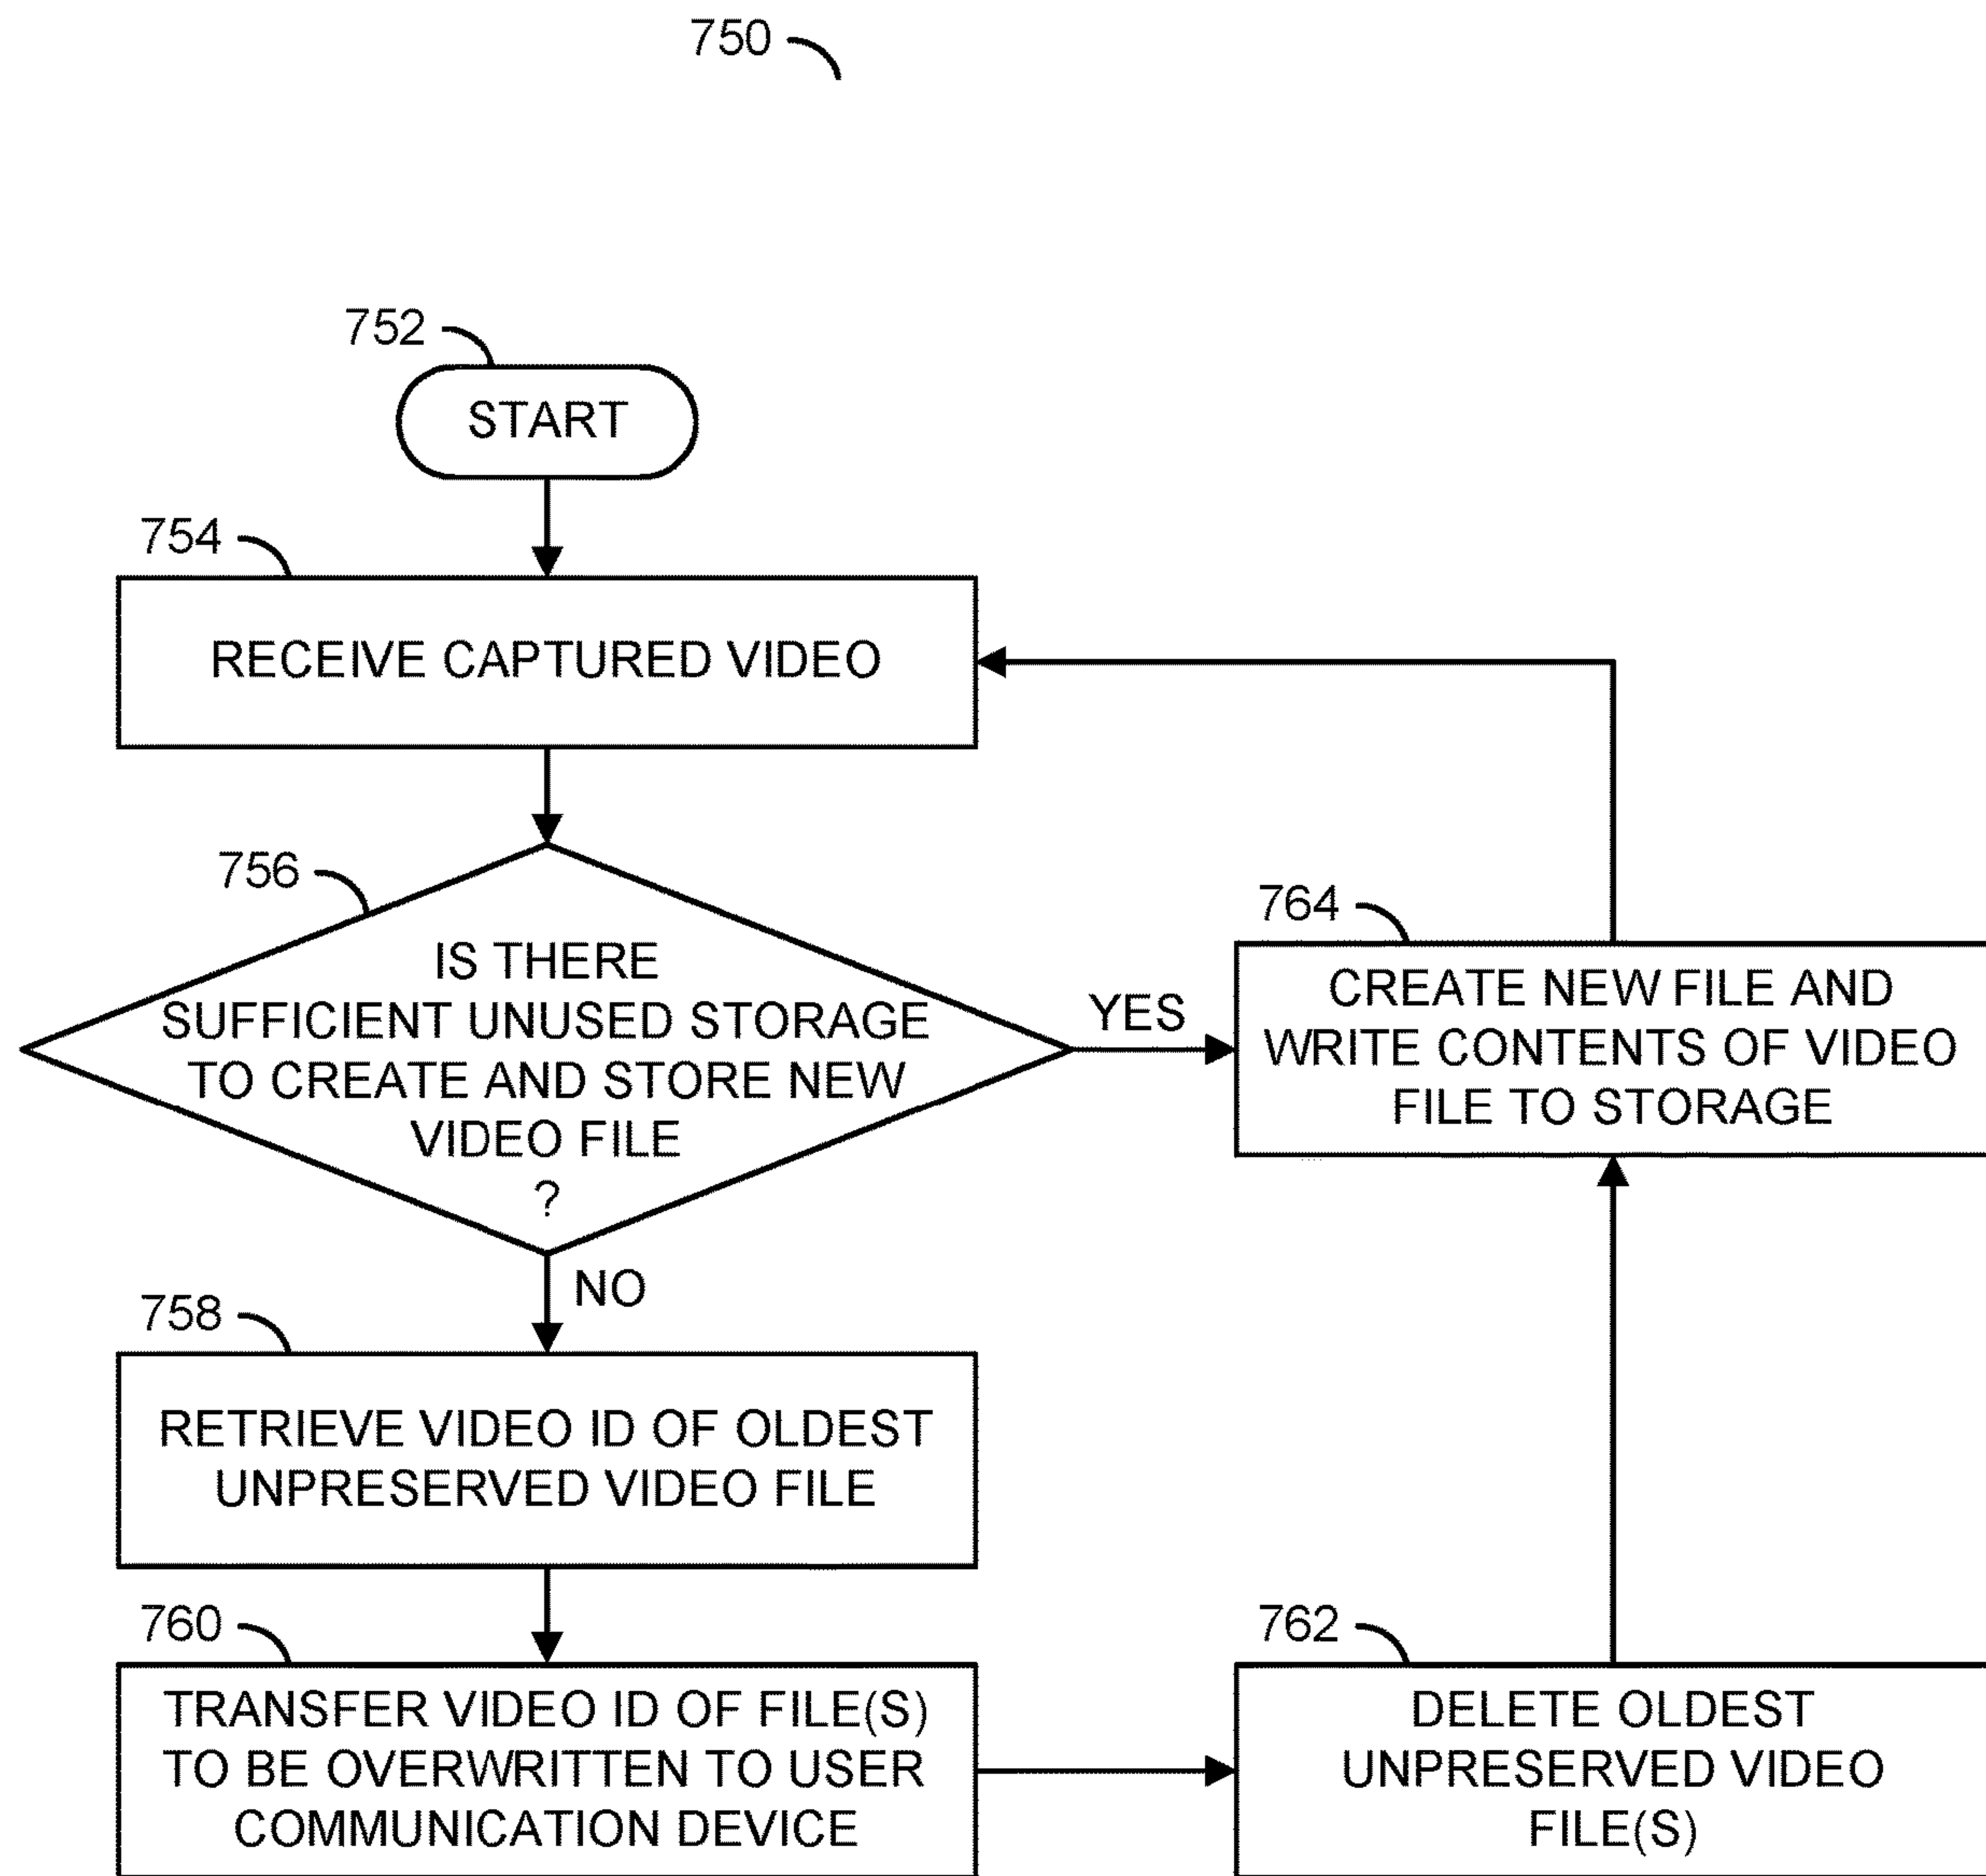 750
752
START
754
RECEIVE CAPTURED VIDEO
756
IS THERE
SUFFICIENT UNUSED STORAGE
TO CREATE AND STORE NEW
VIDEO FILE
?
YES
764
CREATE NEW FILE AND
WRITE CONTENTS OF VIDEO
FILE TO STORAGE
NO
758
RETRIEVE VIDEO ID OF OLDEST
UNPRESERVED VIDEO FILE
760
TRANSFER VIDEO ID OF FILE(S)
TO BE OVERWRITTEN TO USER
COMMUNICATION DEVICE
762
DELETE OLDEST
UNPRESERVED VIDEO
FILE(S)